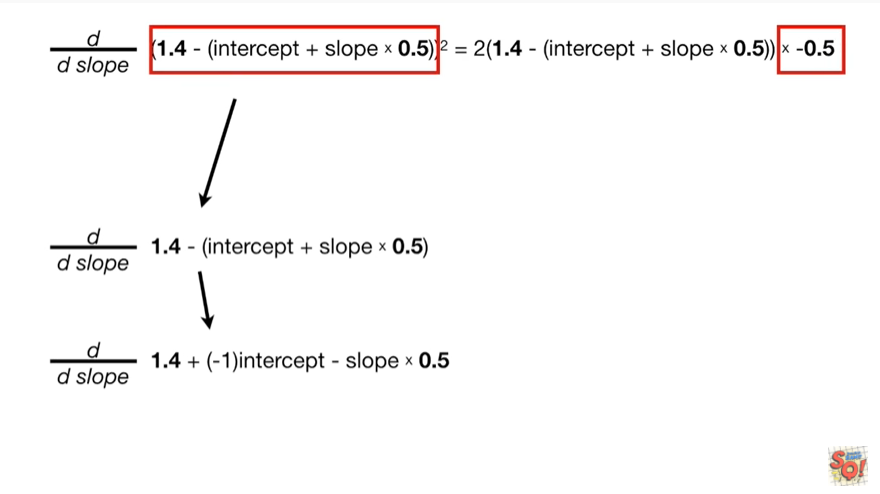 d
d slope
(1.4 - (intercept + slope × 0.5))² = 2(1.4 - (intercept + slope × 0.5)) × -0.5
d
d slope
1.4 - (intercept + slope × 0.5)
d
d slope
1.4 + (-1)intercept - slope × 0.5
SQ!